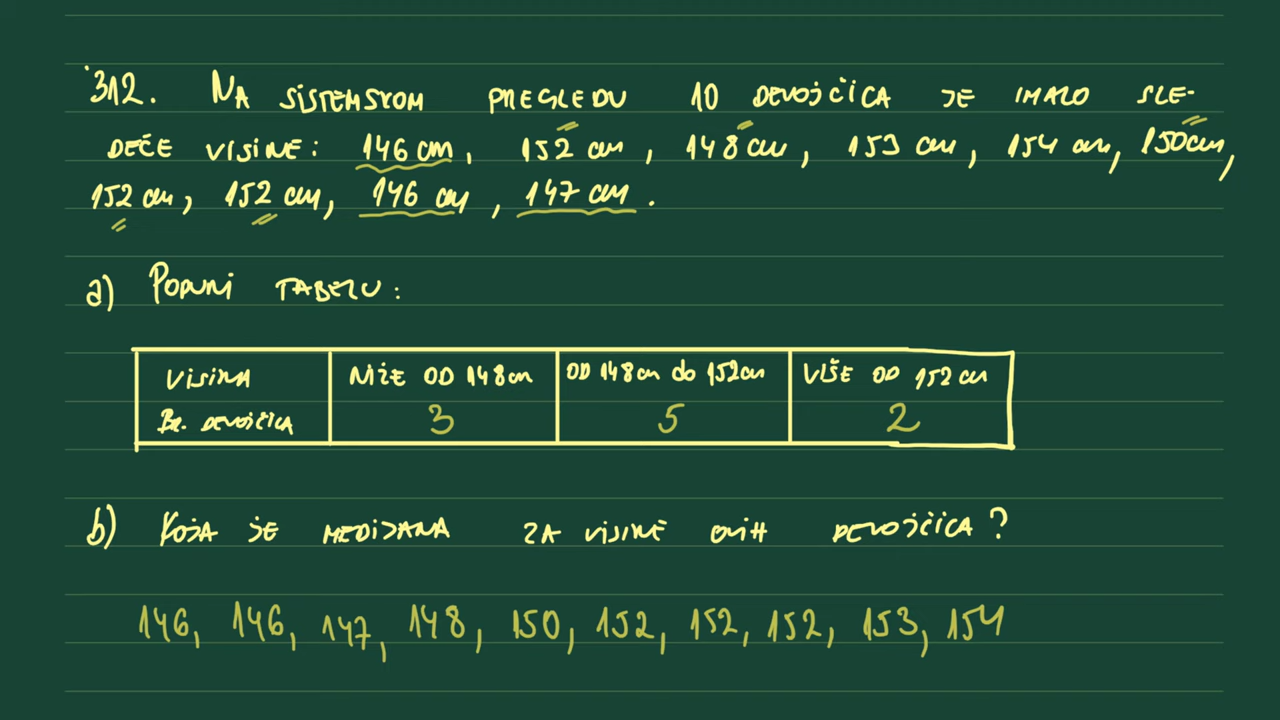 312. NA SISTEMSKOM PREGLEDU 10 DEVOJČICA JE IMALO SLE-
DEĆE VISINE: 146 cm, 152 cm, 148 cm, 153 cm, 154 cm, 150 cm,
152 cm, 152 cm, 146 cm, 147 cm.
a) POPUNI TABELU:
VISINA NIŽE OD 148 cm OD 148 cm do 152 cm VIŠE OD 152 cm
BR. DEVOJČICA 3 5 2
b) KOJA JE MEDIJANA ZA VISINE OVIH DEVOJČICA?
146, 146, 147, 148, 150, 152, 152, 152, 153, 154